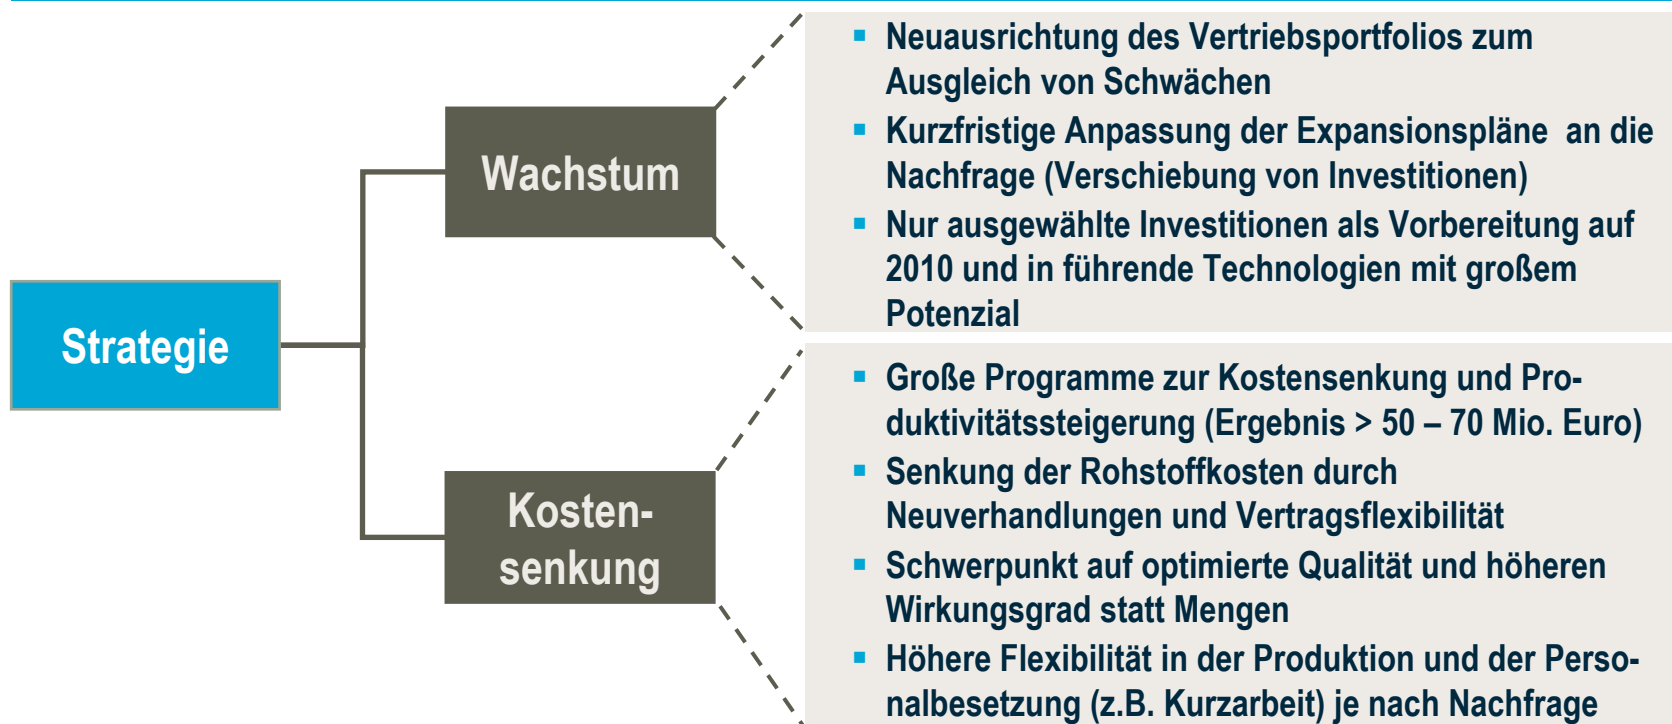 Strategie
Wachstum
Neuausrichtung des Vertriebsportfolios zum
Ausgleich von Schwächen
Kurzfristige Anpassung der Expansionspläne  an die
Nachfrage (Verschiebung von Investitionen)
Nur ausgewählte Investitionen als Vorbereitung auf
2010 und in führende Technologien mit großem
Potenzial
Kosten-
senkung
Große Programme zur Kostensenkung und Pro-
duktivitätssteigerung (Ergebnis > 50 – 70 Mio. Euro)
Senkung der Rohstoffkosten durch
Neuverhandlungen und Vertragsflexibilität
Schwerpunkt auf optimierte Qualität und höheren
Wirkungsgrad statt Mengen
Höhere Flexibilität in der Produktion und der Perso-
nalbesetzung (z.B. Kurzarbeit) je nach Nachfrage